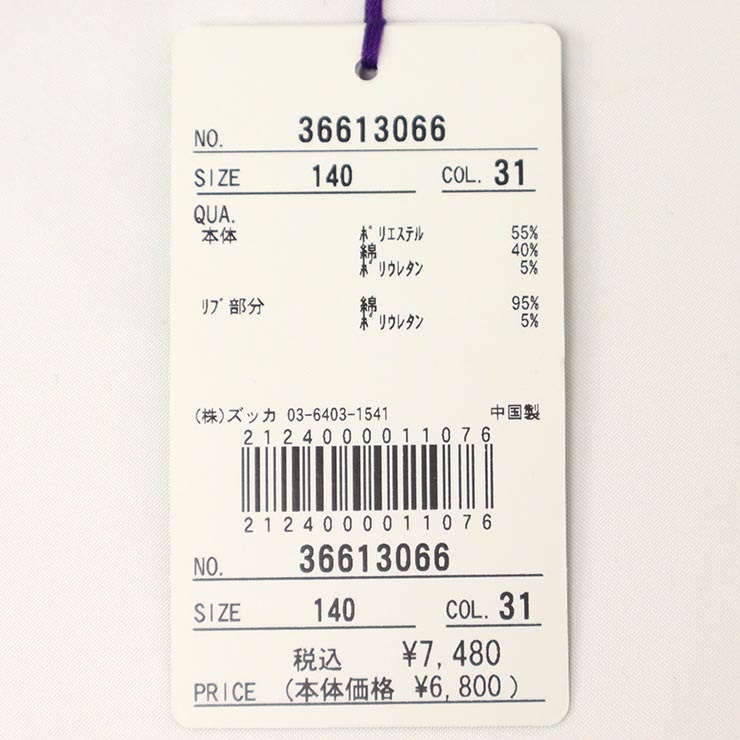 NO. 36613066
SIZE 140 COL. 31
QUA.
本体 ポリエステル 55%
綿 40%
ポリウレタン 5%
リブ部分 綿 95%
ポリウレタン 5%
(株)ズッカ 03-6403-1541 中国製
2124000011076
2124000011076
NO. 36613066
SIZE 140 COL. 31
税込 ¥7,480
PRICE (本体価格 ¥6,800)